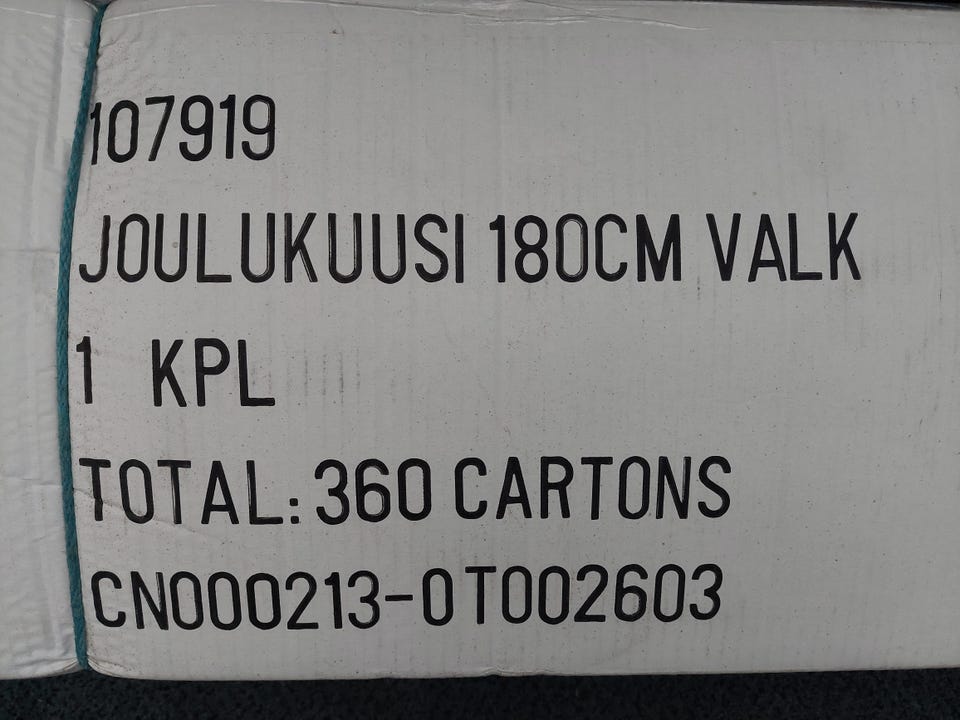 107919
JOULUKUUSI 180CM VALK
1 KPL
TOTAL: 360 CARTONS
CN000213-0T002603